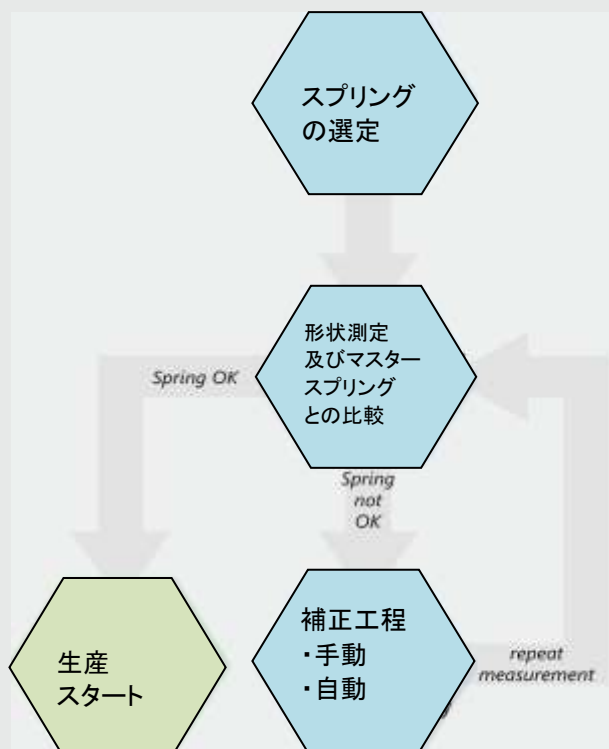 スプリング
の選定
形状測定
及びマスター
スプリング
との比較
Spring OK
Spring
not
OK
補正工程
・手動
・自動
repeat
measurement
生産
スタート